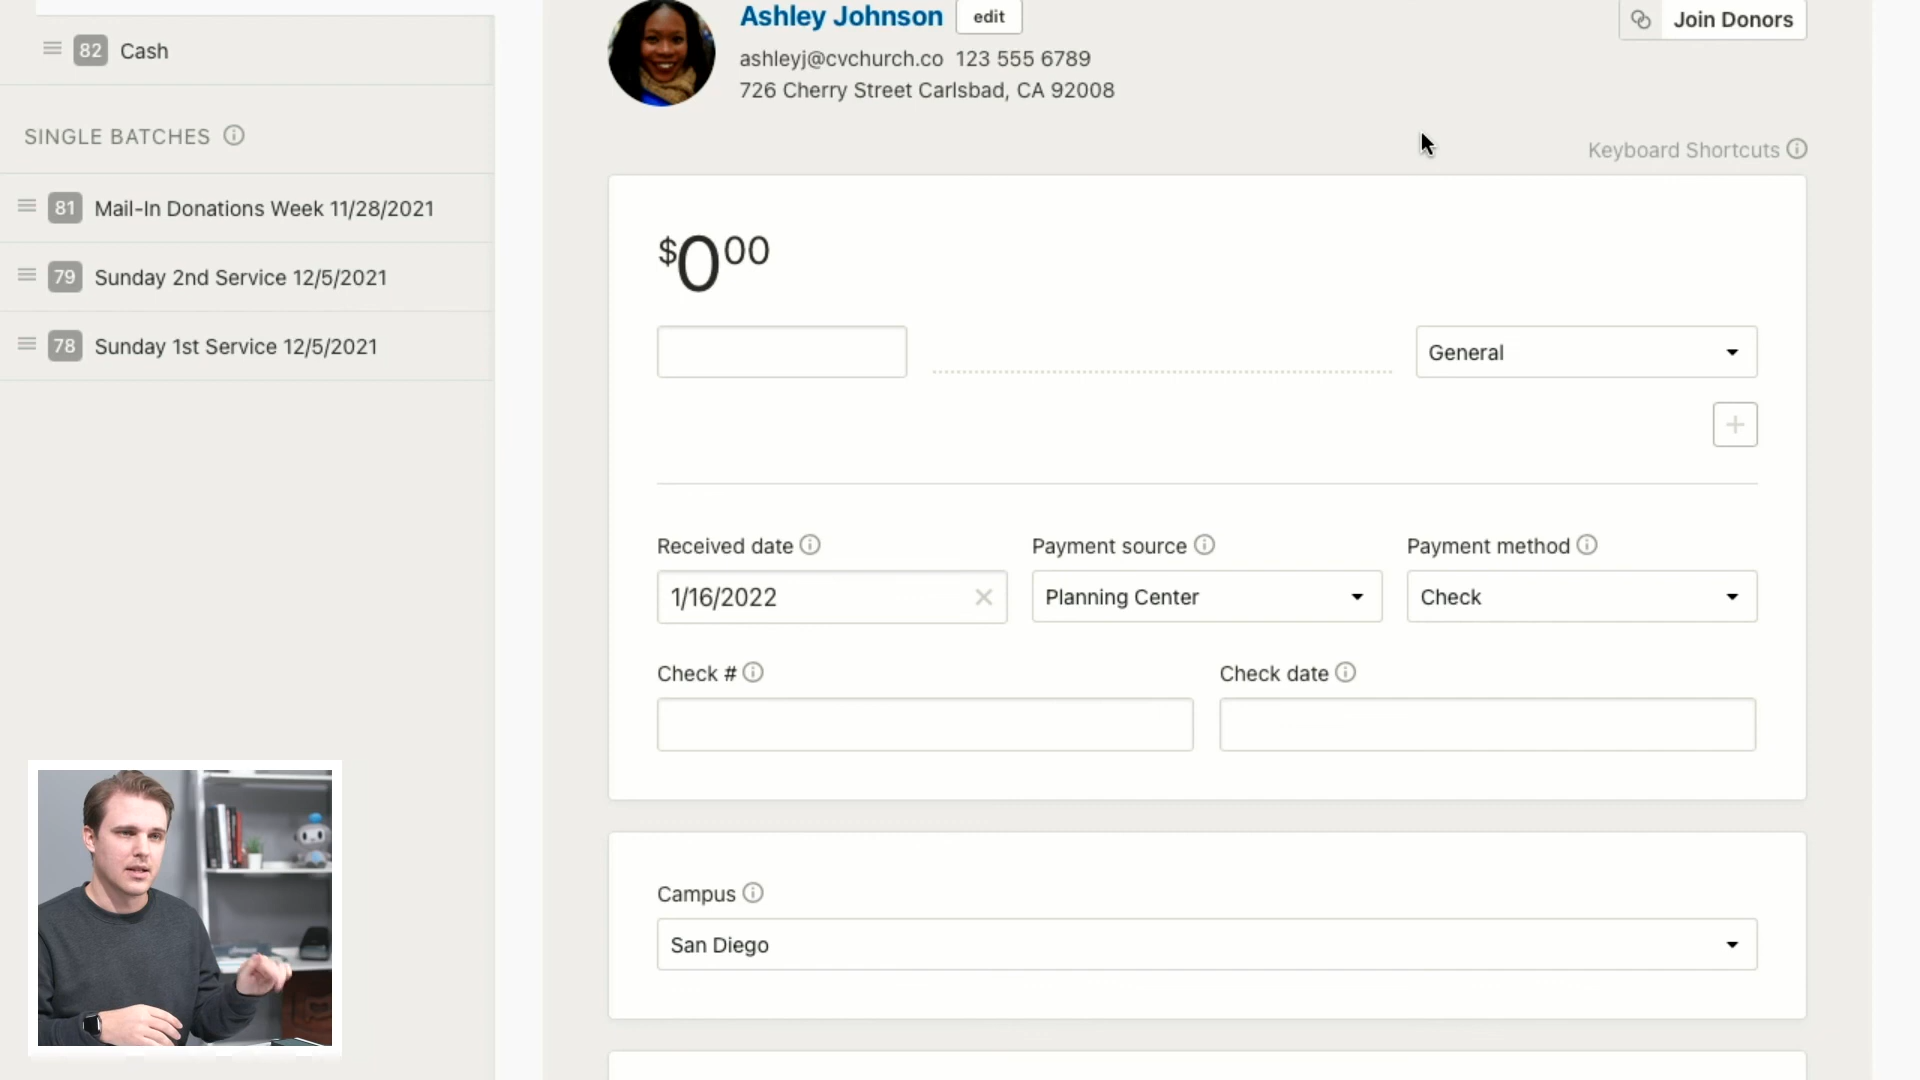 82 Cash
SINGLE BATCHES
81 Mail-In Donations Week 11/28/2021
79 Sunday 2nd Service 12/5/2021
78 Sunday 1st Service 12/5/2021
Ashley Johnson edit
ashleyj@cvchurch.co 123 555 6789
726 Cherry Street Carlsbad, CA 92008
Join Donors
Keyboard Shortcuts
$0 00
General
Received date
1/16/2022
Payment source
Planning Center
Payment method
Check
Check #
Check date
Campus
San Diego